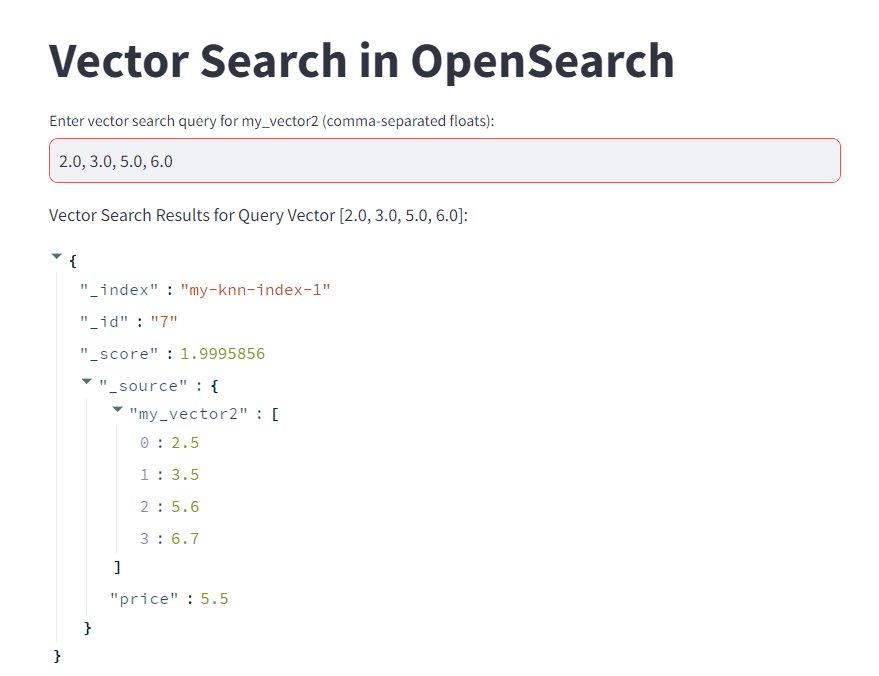 Vector Search in OpenSearch
Enter vector search query for my_vector2 (comma-separated floats):
2.0, 3.0, 5.0, 6.0
Vector Search Results for Query Vector [2.0, 3.0, 5.0, 6.0]:
{
"_index" : "my-knn-index-1"
"_id" : "7"
"_score" : 1.9995856
"_source" : {
"my_vector2" : [
0 : 2.5
1 : 3.5
2 : 5.6
3 : 6.7
]
"price" : 5.5
}
}